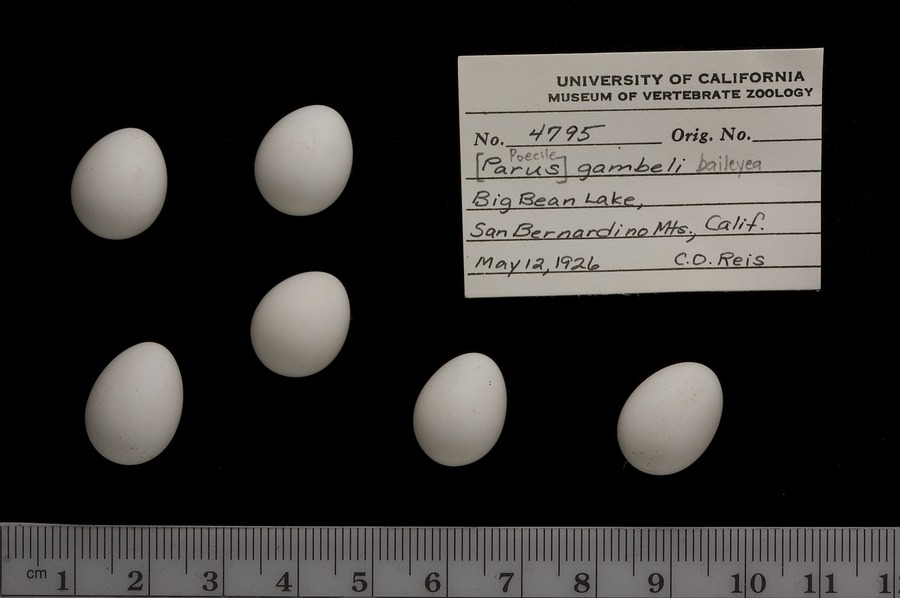 UNIVERSITY OF CALIFORNIA
MUSEUM OF VERTEBRATE ZOOLOGY
No. 4795 Orig. No.
Poecile
[Parus] gambeli baileyea
Big Bean Lake,
San Bernardino Mts., Calif.
May 12, 1926 C.D. Reis
cm 1 2 3 4 5 6 7 8 9 10 11